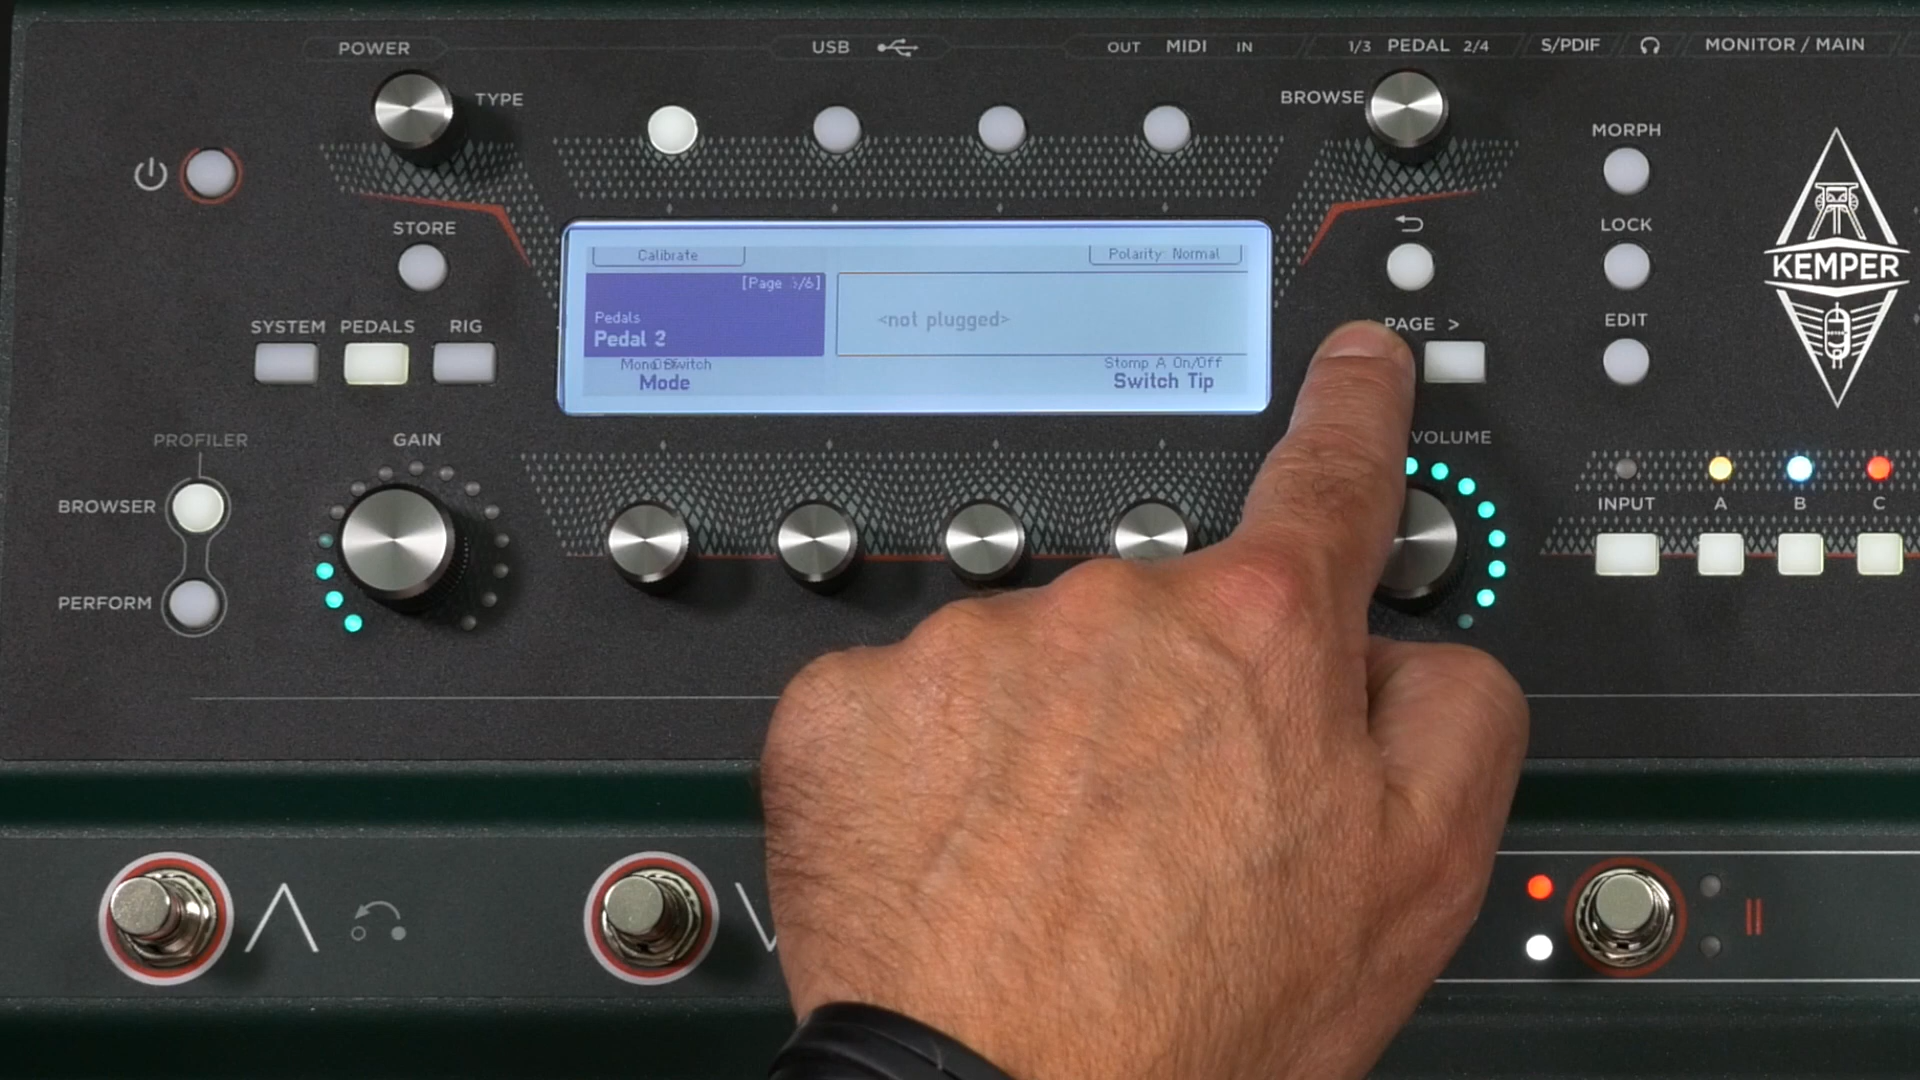 POWER
USB
OUT MIDI IN
1/3 PEDAL 2/4
S/PDIF
MONITOR / MAIN
TYPE
BROWSE
MORPH
STORE
LOCK
Calibrate
Polarity: Normal
KEMPER
[Page /6]
Pedals
Pedal 2
<not plugged>
SYSTEM PEDALS RIG
PAGE >
EDIT
Stomp A On/Off
Mode
Switch Tip
PROFILER
GAIN
VOLUME
BROWSER
INPUT A B C
PERFORM
II